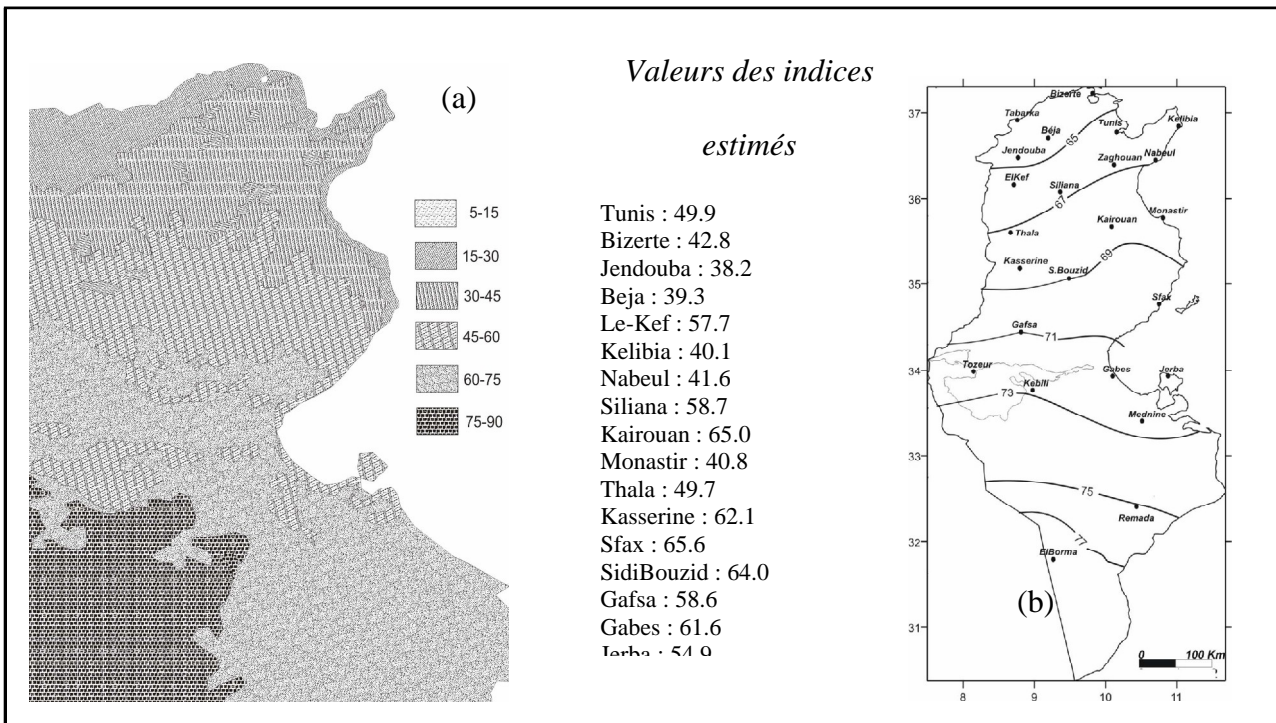 Valeurs des indices
estimés
(a)
5-15
15-30
30-45
45-60
60-75
75-90
Tunis : 49.9
Bizerte : 42.8
Jendouba : 38.2
Beja : 39.3
Le-Kef : 57.7
Kelibia : 40.1
Nabeul : 41.6
Siliana : 58.7
Kairouan : 65.0
Monastir : 40.8
Thala : 49.7
Kasserine : 62.1
Sfax : 65.6
SidiBouzid : 64.0
Gafsa : 58.6
Gabes : 61.6
Jerba : 54.9
Bizerte
37
Tabarka
Tunis
Kelibia
Béja
65
Jendouba
Zaghouan
Nabeul
ElKef
Siliana
36
67
Monastir
Kairouan
Thala
Kasserine
69
S.Bouzid
35
Sfax
Gafsa
71
34
Tozeur
Gabes
Jerba
Kebili
73
Mednine
33
75
Remada
32
77
ElBorma
(b)
31
0 100 Km
8 9 10 11